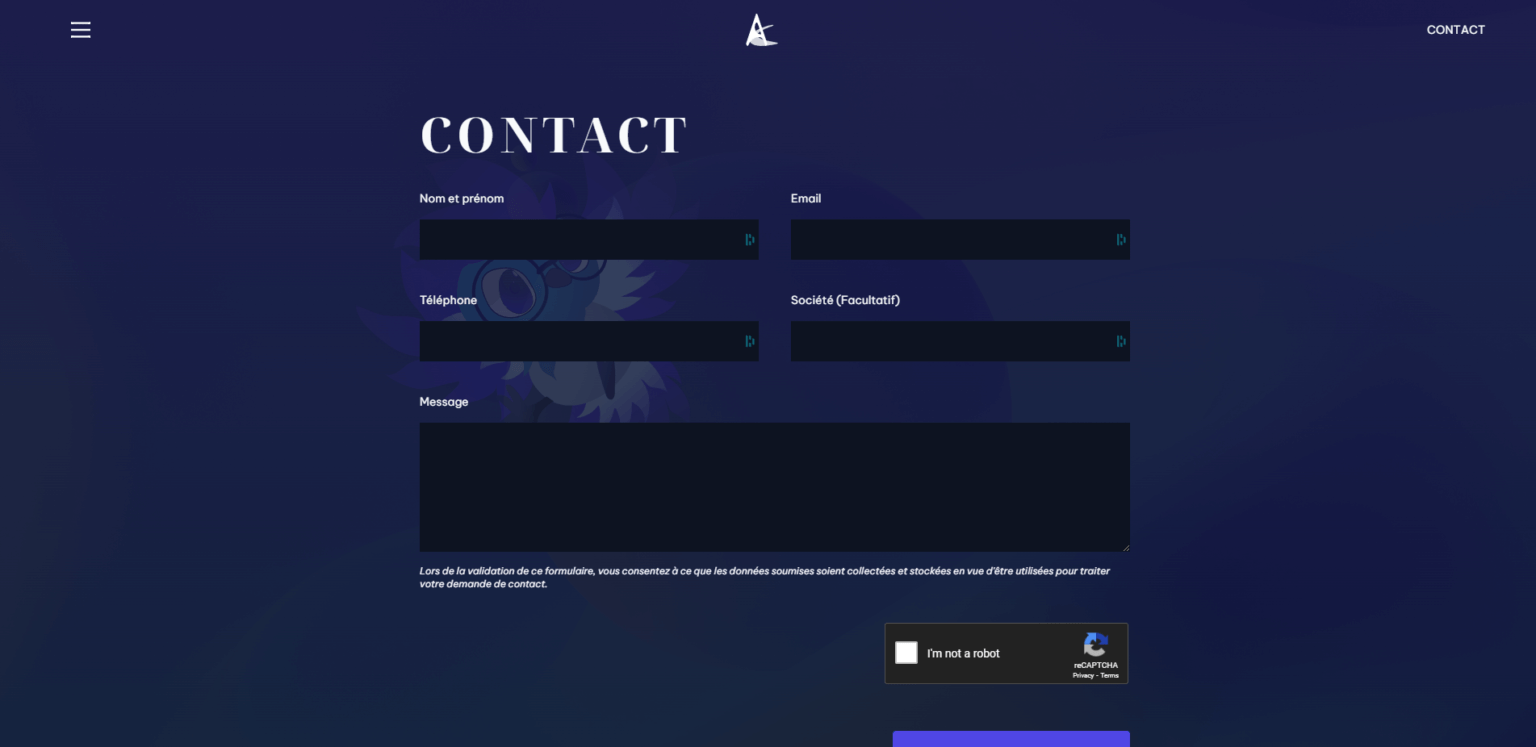 CONTACT
CONTACT
Nom et prénom
Email
Téléphone
Société (Facultatif)
Message
Lors de la validation de ce formulaire, vous consentez à ce que les données soumises soient collectées et stockées en vue d'être utilisées pour traiter
votre demande de contact.
I'm not a robot
reCAPTCHA
Privacy - Terms